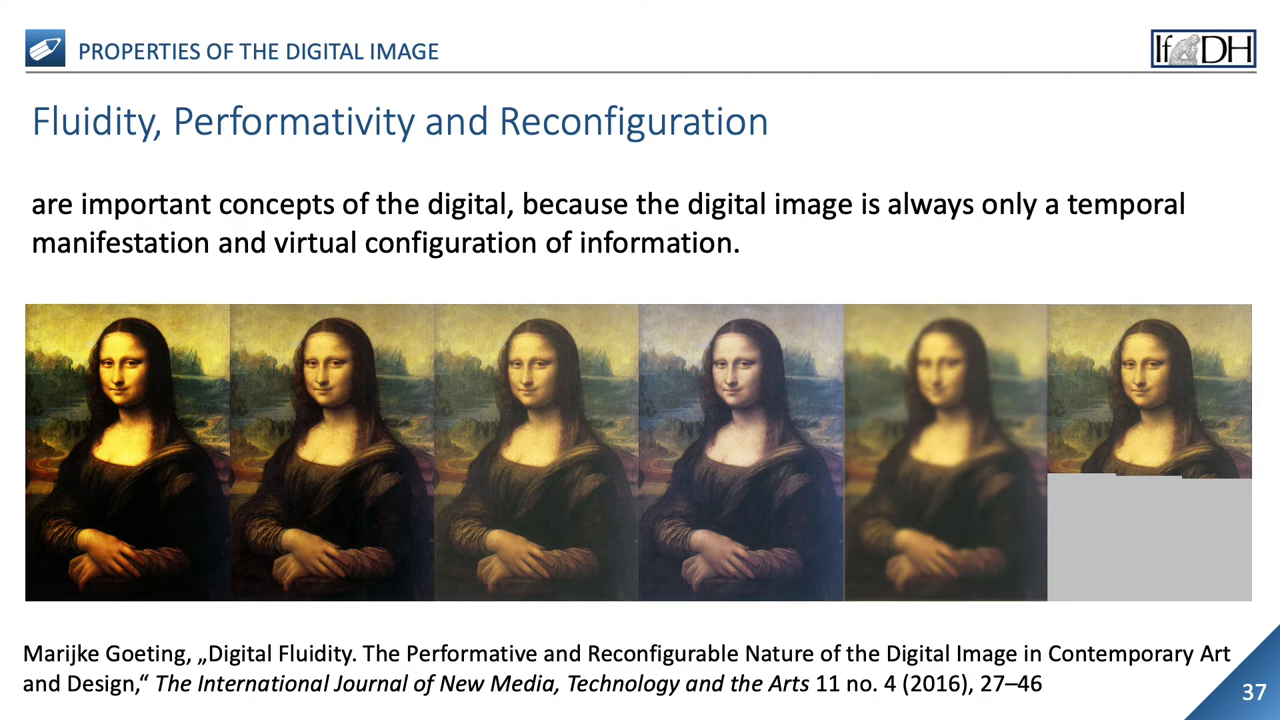 PROPERTIES OF THE DIGITAL IMAGE
If DH
Fluidity, Performativity and Reconfiguration
are important concepts of the digital, because the digital image is always only a temporal
manifestation and virtual configuration of information.
Marijke Goeting, „Digital Fluidity. The Performative and Reconfigurable Nature of the Digital Image in Contemporary Art
and Design,“ The International Journal of New Media, Technology and the Arts 11 no. 4 (2016), 27–46
37